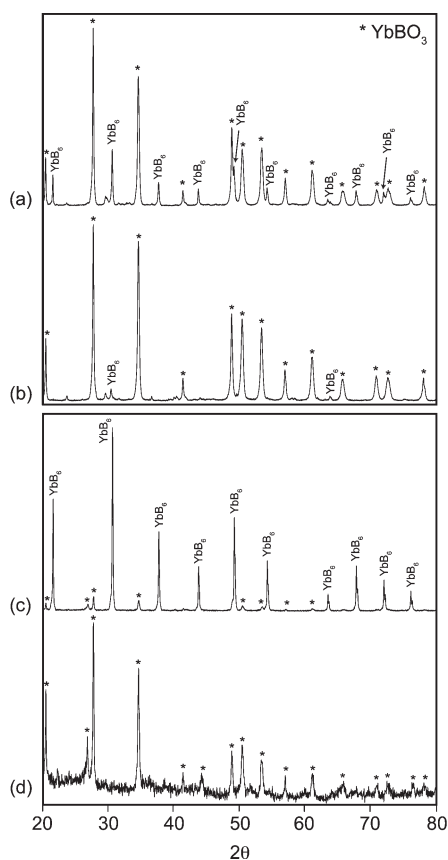 * YbBO₃
* YbB₆ * YbB₆ * YbB₆ * YbB₆ * YbB₆ * * YbB₆ * * YbB₆ * YbB₆ * YbB₆ * YbB₆ *
(a)
* * YbB₆ * * * * * * * YbB₆ * * * *
(b)
* YbB₆ * * YbB₆ * YbB₆ YbB₆ YbB₆ * * YbB₆ * * YbB₆ YbB₆ YbB₆ YbB₆
(c)
* * * * * * * * * * * * * * * *
(d)
20 30 40 50 60 70 80
2θ